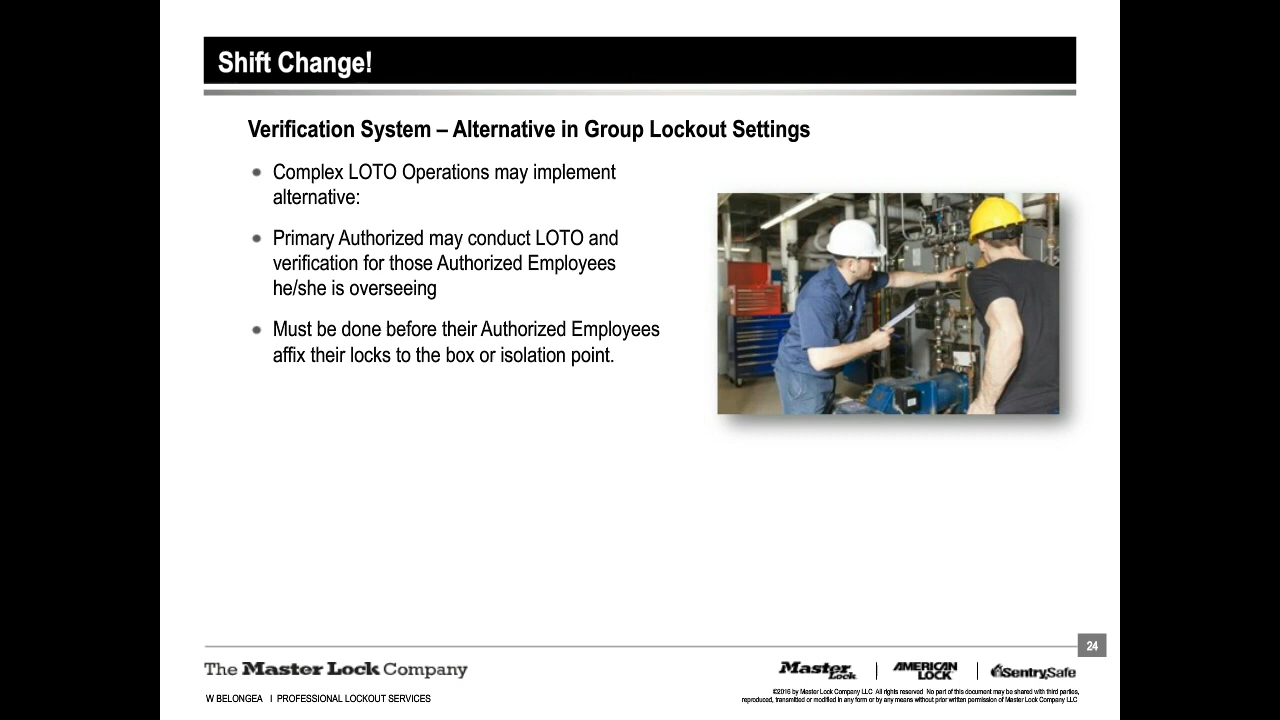 Shift Change!
Verification System – Alternative in Group Lockout Settings
Complex LOTO Operations may implement
alternative:
Primary Authorized may conduct LOTO and
verification for those Authorized Employees
he/she is overseeing
Must be done before their Authorized Employees
affix their locks to the box or isolation point.
24
The Master Lock Company
Master Lock
AMERICAN LOCK
SentrySafe
W BELONGEA I PROFESSIONAL LOCKOUT SERVICES
©2016 by Master Lock Company LLC All rights reserved No part of this document may be shared with third parties,
reproduced, transmitted or modified in any form or by any means without prior written permission of Master Lock Company LLC